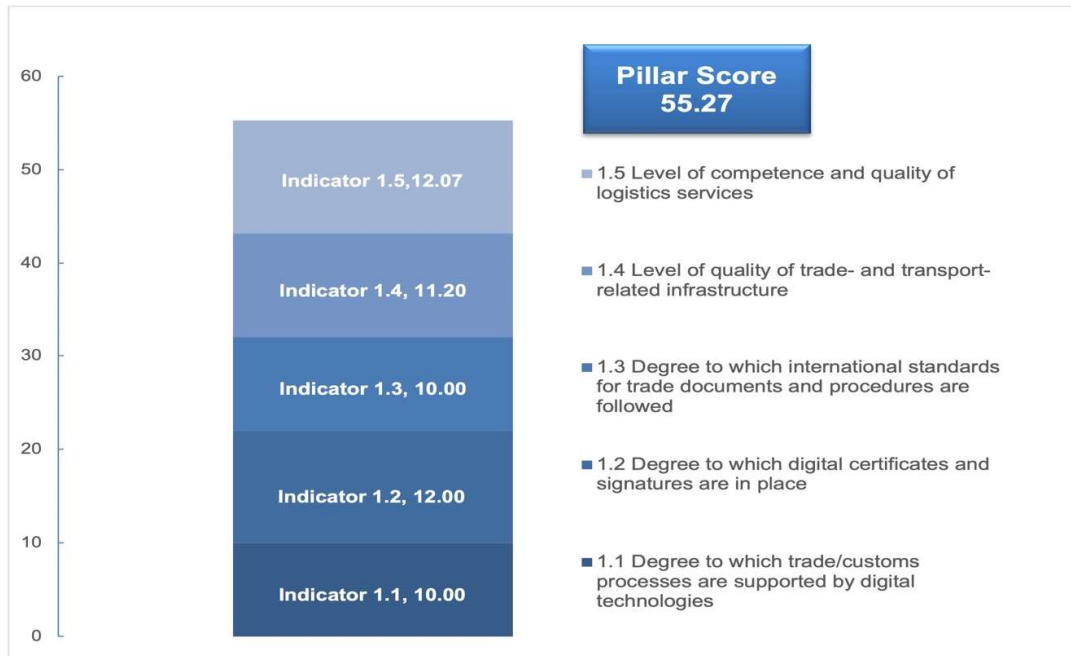 Pillar Score
55.27
60
50
40
30
20
10
0
Indicator 1.5,12.07
Indicator 1.4, 11.20
Indicator 1.3, 10.00
Indicator 1.2, 12.00
Indicator 1.1, 10.00
1.5 Level of competence and quality of
logistics services
1.4 Level of quality of trade- and transport-
related infrastructure
1.3 Degree to which international standards
for trade documents and procedures are
followed
1.2 Degree to which digital certificates and
signatures are in place
1.1 Degree to which trade/customs
processes are supported by digital
technologies